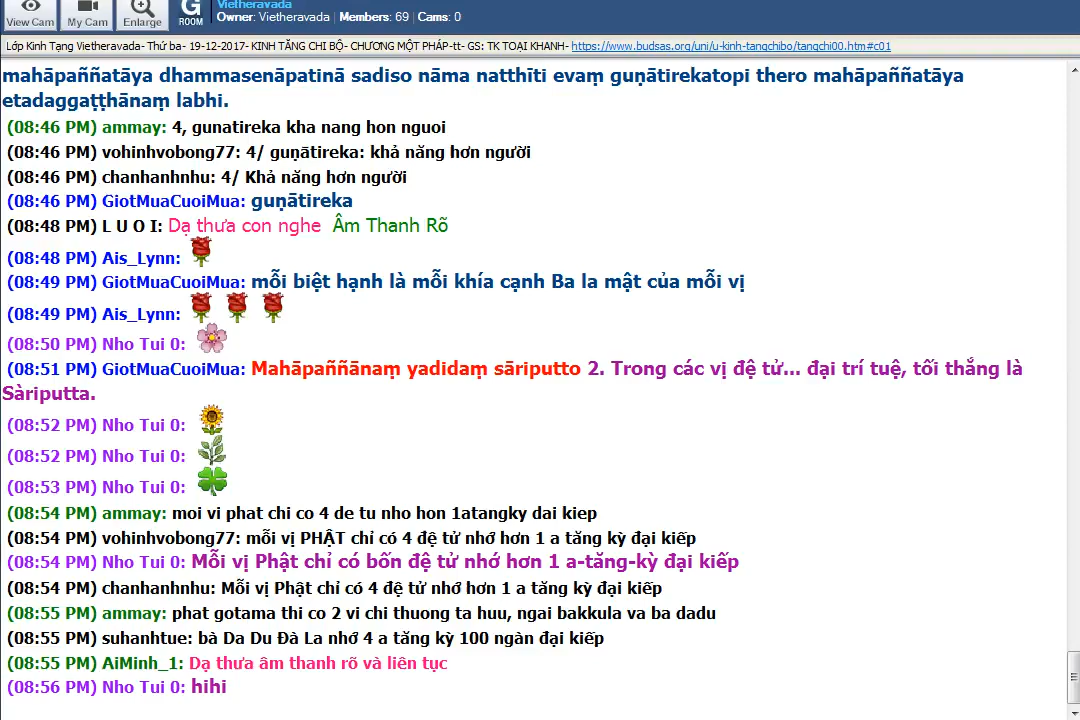 Vietheravada
View Cam
My Cam
Enlarge
G
ROOM
Owner: Vietheravada | Members: 69 | Cams: 0
Lớp Kinh Tạng Vietheravada- Thứ ba- 19-12-2017- KINH TĂNG CHI BỘ- CHƯƠNG MỘT PHÁP-tt- GS: TK TOẠI KHANH- https://www.budsas.org/uni/u-kinh-tangchibo/tangchi00.htm#c01
mahāpaññatāya dhammasenāpatinā sadiso nāma natthīti evaṃ guṇātirekatopi thero mahāpaññatāya
etadaggaṭṭhānaṃ labhi.
(08:46 PM) ammay: 4, gunatireka kha nang hon nguoi
(08:46 PM) vohinhvobong77: 4/ guṇātireka: khả năng hơn người
(08:46 PM) chanhanhnhu: 4/ Khả năng hơn người
(08:46 PM) GiotMuaCuoiMua: guṇātireka
(08:48 PM) L U O I: Dạ thưa con nghe Âm Thanh Rõ
(08:48 PM) Ais_Lynn:
(08:49 PM) GiotMuaCuoiMua: mỗi biệt hạnh là mỗi khía cạnh Ba la mật của mỗi vị
(08:49 PM) Ais_Lynn:
(08:50 PM) Nho Tui 0:
(08:51 PM) GiotMuaCuoiMua: Mahāpaññānaṃ yadidaṃ sāriputto 2. Trong các vị đệ tử... đại trí tuệ, tối thắng là
Sàriputta.
(08:52 PM) Nho Tui 0:
(08:52 PM) Nho Tui 0:
(08:53 PM) Nho Tui 0:
(08:54 PM) ammay: moi vi phat chi co 4 de tu nho hon 1atangky dai kiep
(08:54 PM) vohinhvobong77: mỗi vị PHẬT chỉ có 4 đệ tử nhớ hơn 1 a tăng kỳ đại kiếp
(08:54 PM) Nho Tui 0: Mỗi vị Phật chỉ có bốn đệ tử nhớ hơn 1 a-tăng-kỳ đại kiếp
(08:54 PM) chanhanhnhu: Mỗi vị Phật chỉ có 4 đệ tử nhớ hơn 1 a tăng kỳ đại kiếp
(08:55 PM) ammay: phat gotama thi co 2 vi chi thuong ta huu, ngai bakkula va ba dadu
(08:55 PM) suhanhtue: bà Da Du Đà La nhớ 4 a tăng kỳ 100 ngàn đại kiếp
(08:55 PM) AiMinh_1: Dạ thưa âm thanh rõ và liên tục
(08:56 PM) Nho Tui 0: hihi